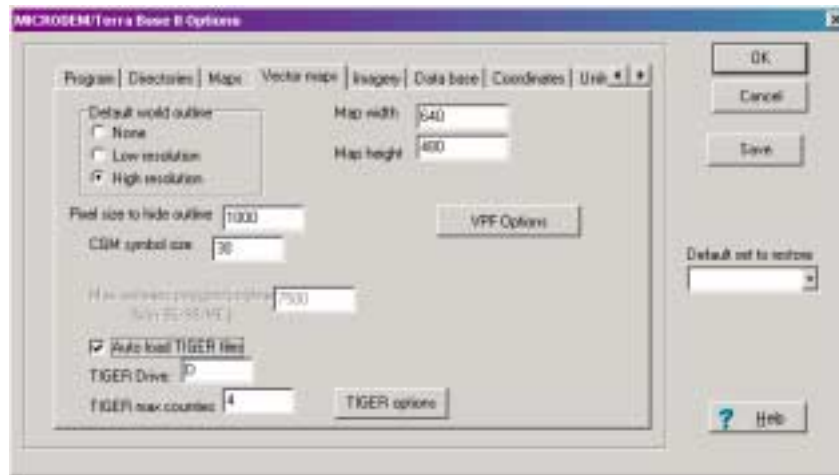 MICRODEM/Terra Base II Options
Program Directories Maps Vector maps Imagery Data base Coordinates Unit
Default world outline
None
Low resolution
High resolution
Map width 640
Map height 480
Pixel size to hide outline 1000
CGM symbol size 30
VPF Options
7500
Auto load TIGER files
TIGER Drive: D
TIGER max counties 4
TIGER options
OK
Cancel
Save
Default set to restore
? Help